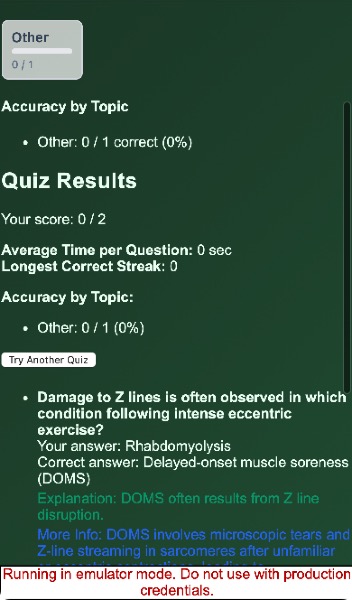 Other
0 / 1
Accuracy by Topic
• Other: 0 / 1 correct (0%)
Quiz Results
Your score: 0 / 2
Average Time per Question: 0 sec
Longest Correct Streak: 0
Accuracy by Topic:
• Other: 0 / 1 (0%)
Try Another Quiz
• Damage to Z lines is often observed in which
condition following intense eccentric
exercise?
Your answer: Rhabdomyolysis
Correct answer: Delayed-onset muscle soreness
(DOMS)
Explanation: DOMS often results from Z line
disruption.
More Info: DOMS involves microscopic tears and
Z-line streaming in sarcomeres after unfamiliar
Running in emulator mode. Do not use with production
credentials.